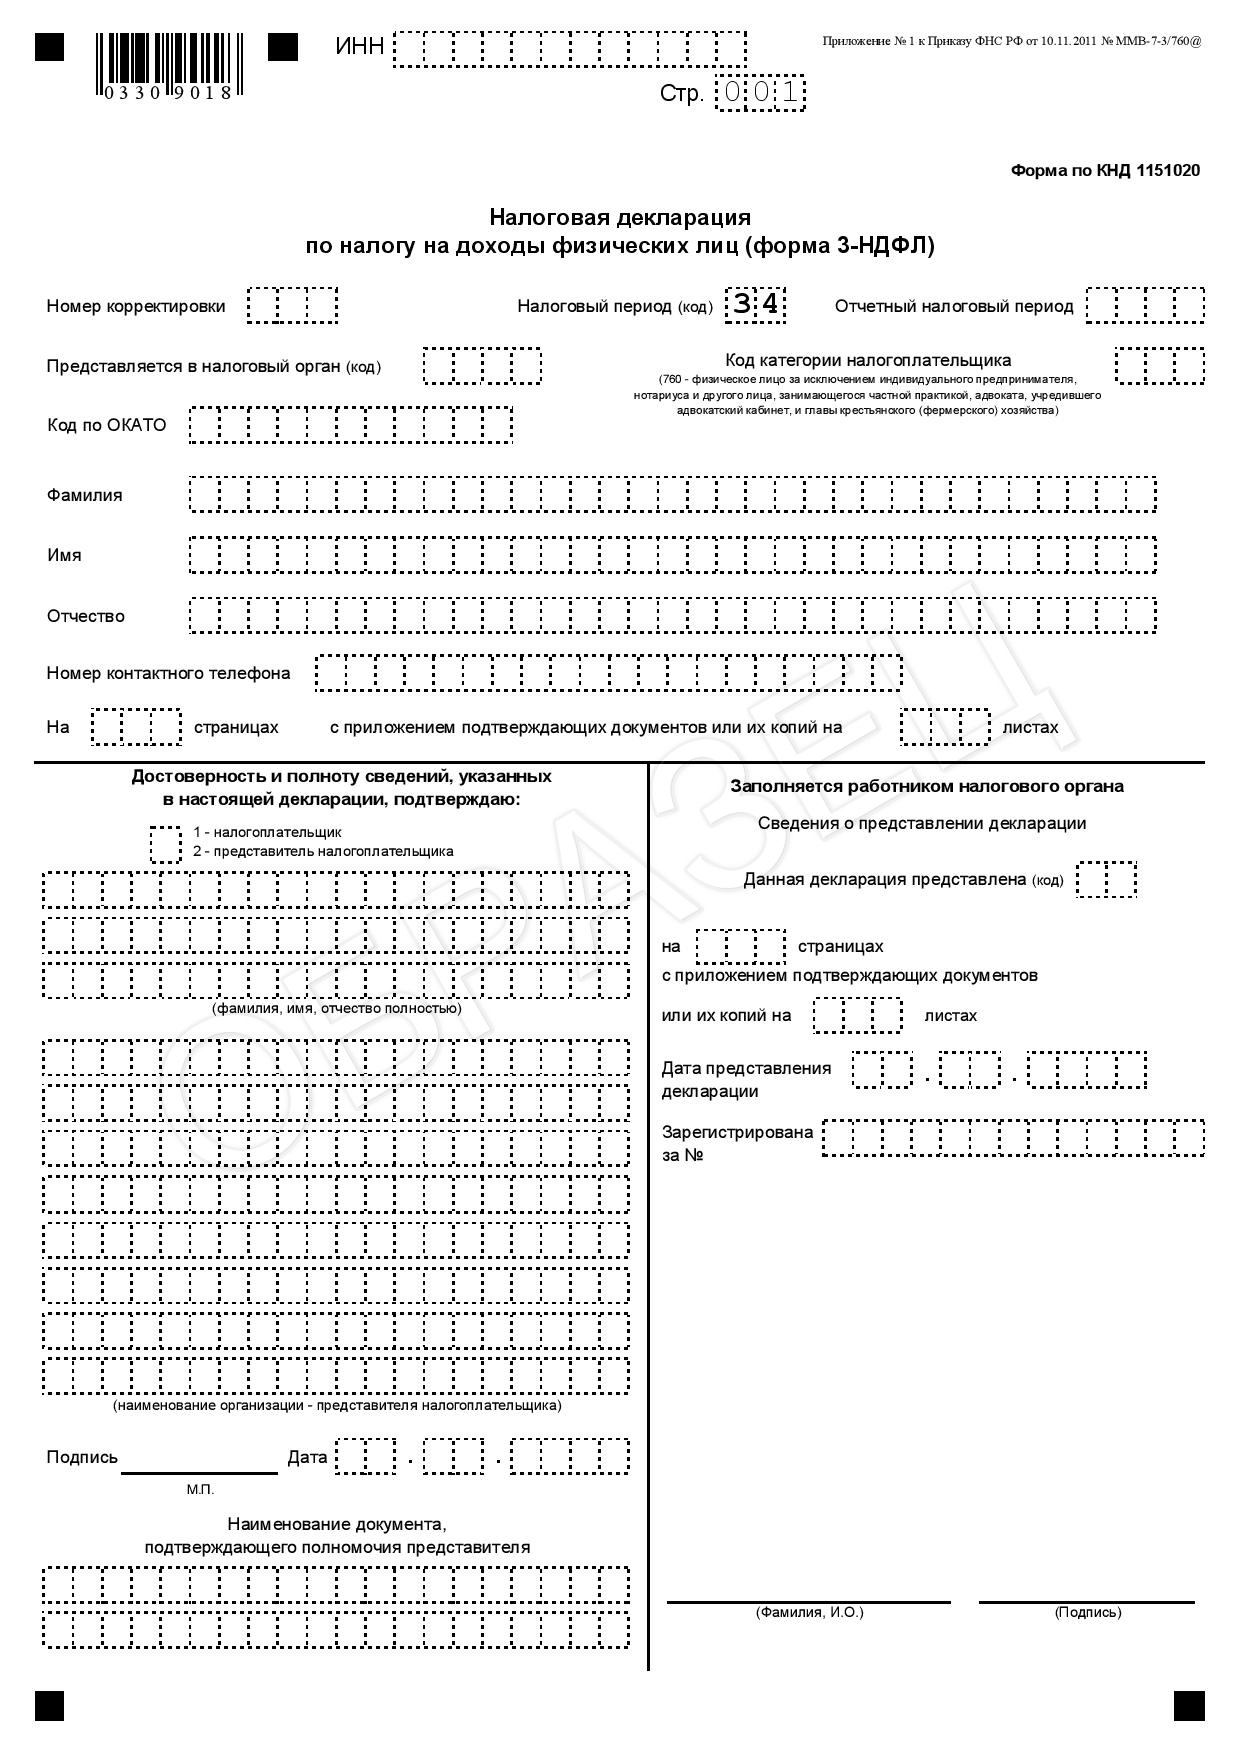 ИНН
Приложение № 1 к Приказу ФНС РФ от 10.11.2011 № ММВ-7-3/760@
0330 9018
Стр. 001
Форма по КНД 1151020
Налоговая декларация
по налогу на доходы физических лиц (форма 3-НДФЛ)
Номер корректировки Налоговый период (код) 34 Отчетный налоговый период
Представляется в налоговый орган (код) Код категории налогоплательщика
(760 - физическое лицо за исключением индивидуального предпринимателя,
нотариуса и другого лица, занимающегося частной практикой, адвоката, учредившего
адвокатский кабинет, и главы крестьянского (фермерского) хозяйства)
Код по ОКАТО
Фамилия
Имя
Отчество
Номер контактного телефона
На страницах с приложением подтверждающих документов или их копий на листах
Достоверность и полноту сведений, указанных
в настоящей декларации, подтверждаю:
1 - налогоплательщик
2 - представитель налогоплательщика
(фамилия, имя, отчество полностью)
(наименование организации - представителя налогоплательщика)
Подпись Дата . .
М.П.
Наименование документа,
подтверждающего полномочия представителя
Заполняется работником налогового органа
Сведения о представлении декларации
Данная декларация представлена (код)
на страницах
с приложением подтверждающих документов
или их копий на листах
Дата представления . .
декларации
Зарегистрирована
за №
(Фамилия, И.О.) (Подпись)
ОБРАЗЕЦ